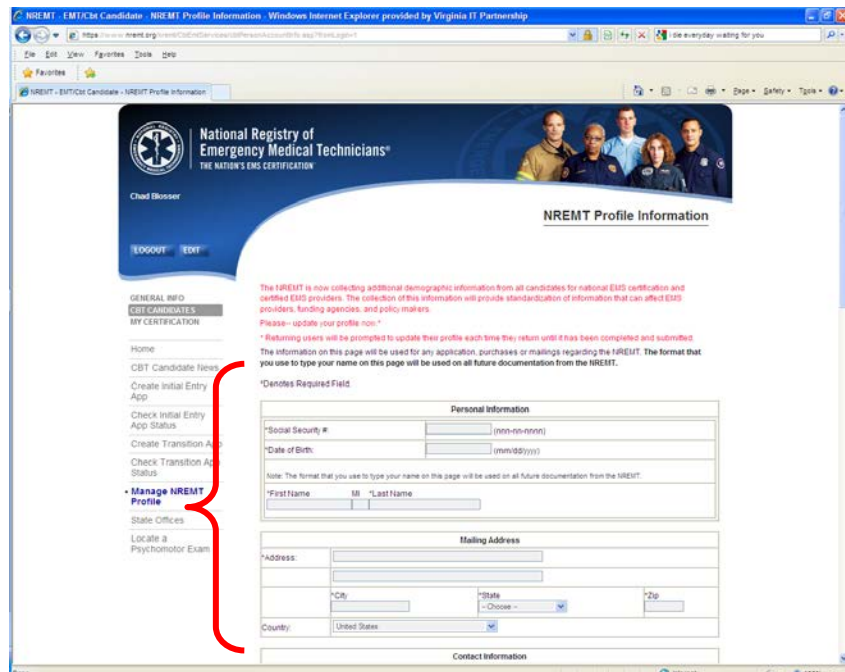 NREMT - EMT/Cbt Candidate - NREMT Profile Information - Windows Internet Explorer provided by Virginia IT Partnership
File Edit View Favorites Tools Help
Favorites
NREMT - EMT/Cbt Candidate - NREMT Profile Information
Page Safety Tools
National Registry of
Emergency Medical Technicians®
THE NATION'S EMS CERTIFICATION
Chad Blosser
NREMT Profile Information
LOGOUT EDIT
The NREMT is now collecting additional demographic information from all candidates for national EMS certification and
certified EMS providers. The collection of this information will provide standardization of information that can affect EMS
providers, funding agencies, and policy makers.
Please-- update your profile now.*
* Returning users will be prompted to update their profile each time they return until it has been completed and submitted.
The information on this page will be used for any application, purchases or mailings regarding the NREMT. The format that
you use to type your name on this page will be used on all future documentation from the NREMT.
GENERAL INFO
CBT CANDIDATES
MY CERTIFICATION
Home
CBT Candidate News
Create Initial Entry
App
Check Initial Entry
App Status
Create Transition App
Check Transition App
Status
Manage NREMT
Profile
State Offices
Locate a
Psychomotor Exam
*Denotes Required Field
Personal Information
*Social Security #: (nnn-nn-nnnn)
*Date of Birth: (mm/dd/yyyy)
Note: The format that you use to type your name on this page will be used on all future documentation from the NREMT.
*First Name MI *Last Name
Mailing Address
*Address:
*City *State *Zip
-- Choose --
Country: United States
Contact Information